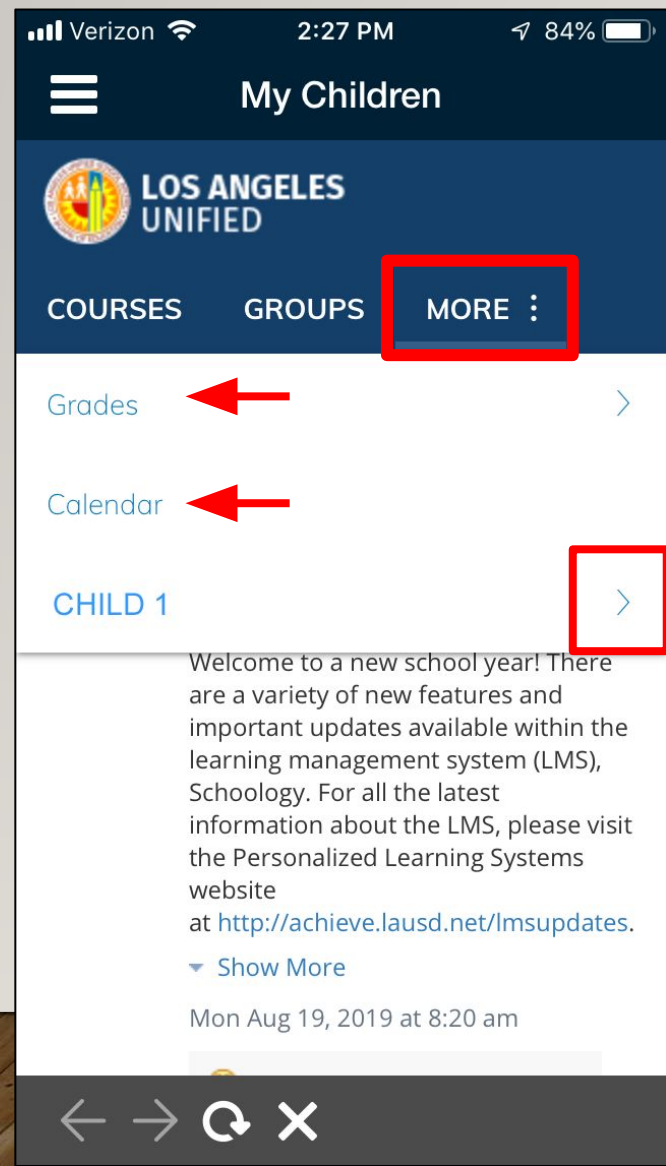 Verizon 2:27 PM 84%
My Children
LOS ANGELES
UNIFIED
COURSES GROUPS MORE
Grades
Calendar
CHILD 1
Welcome to a new school year! There
are a variety of new features and
important updates available within the
learning management system (LMS),
Schoology. For all the latest
information about the LMS, please visit
the Personalized Learning Systems
website
at http://achieve.lausd.net/lmsupdates.
Show More
Mon Aug 19, 2019 at 8:20 am